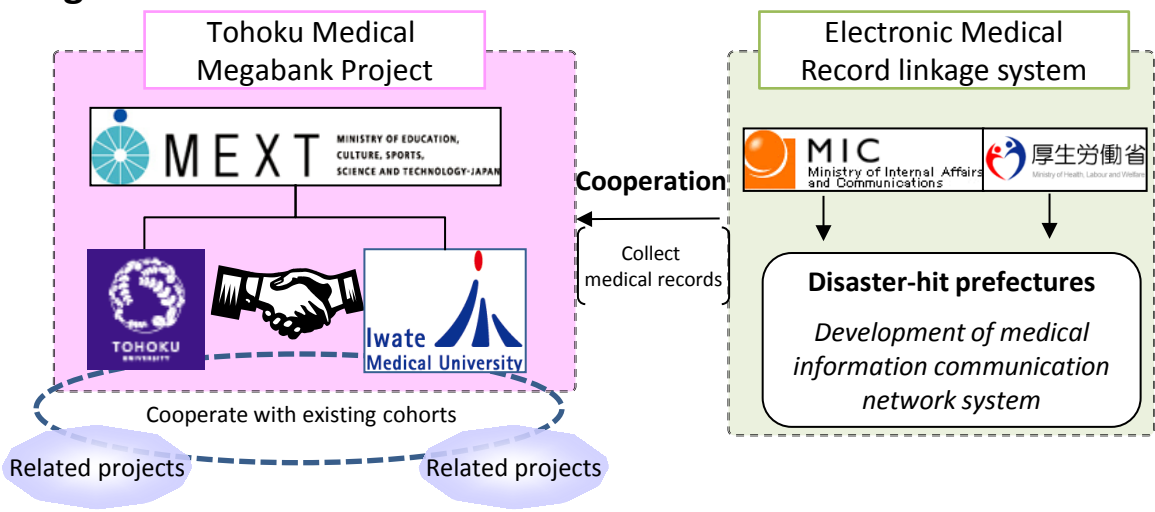 Tohoku Medical
Megabank Project
MEXT
MINISTRY OF EDUCATION,
CULTURE, SPORTS,
SCIENCE AND TECHNOLOGY-JAPAN
TOHOKU
UNIVERSITY
Iwate
Medical University
Cooperate with existing cohorts
Related projects
Related projects
Cooperation
Collect
medical records
Electronic Medical
Record linkage system
MIC
Ministry of Internal Affairs
and Communications
厚生労働省
Ministry of Health, Labour and Welfare
Disaster-hit prefectures
Development of medical
information communication
network system